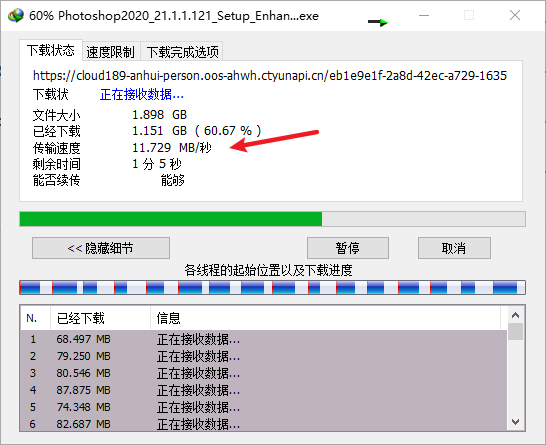 60% Photoshop2020_21.1.1.121_Setup_Enhan...exe
下载状态 速度限制 下载完成选项
https://cloud189-anhui-person.oos-ahwh.ctyunapi.cn/eb1e9e1f-2a8d-42ec-a729-1635
下载状 正在接收数据...
文件大小 1.898 GB
已经下载 1.151 GB ( 60.67 % )
传输速度 11.729 MB/秒
剩余时间 1 分 5 秒
能否续传 能够
<< 隐藏细节 暂停 取消
各线程的起始位置以及下载进度
N. 已经下载 信息
1 68.497 MB 正在接收数据...
2 79.250 MB 正在接收数据...
3 80.546 MB 正在接收数据...
4 87.875 MB 正在接收数据...
5 74.348 MB 正在接收数据...
6 82.687 MB 正在接收数据...